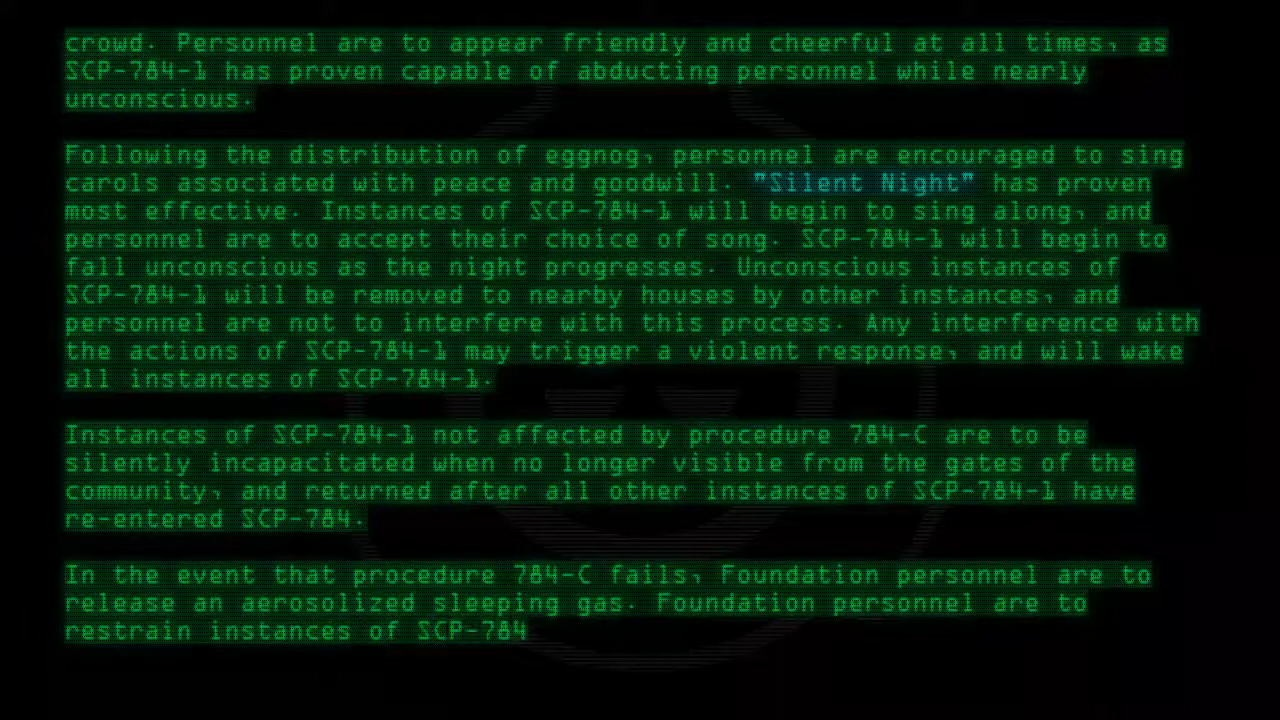 crowd. Personnel are to appear friendly and cheerful at all times, as
SCP-784-1 has proven capable of abducting personnel while nearly
unconscious.
Following the distribution of eggnog, personnel are encouraged to sing
carols associated with peace and goodwill. "Silent Night" has proven
most effective. Instances of SCP-784-1 will begin to sing along, and
personnel are to accept their choice of song. SCP-784-1 will begin to
fall unconscious as the night progresses. Unconscious instances of
SCP-784-1 will be removed to nearby houses by other instances, and
personnel are not to interfere with this process. Any interference with
the actions of SCP-784-1 may trigger a violent response, and will wake
all instances of SCP-784-1.
Instances of SCP-784-1 not affected by procedure 784-C are to be
silently incapacitated when no longer visible from the gates of the
community, and returned after all other instances of SCP-784-1 have
re-entered SCP-784.
In the event that procedure 784-C fails, Foundation personnel are to
release an aerosolized sleeping gas. Foundation personnel are to
restrain instances of SCP-784